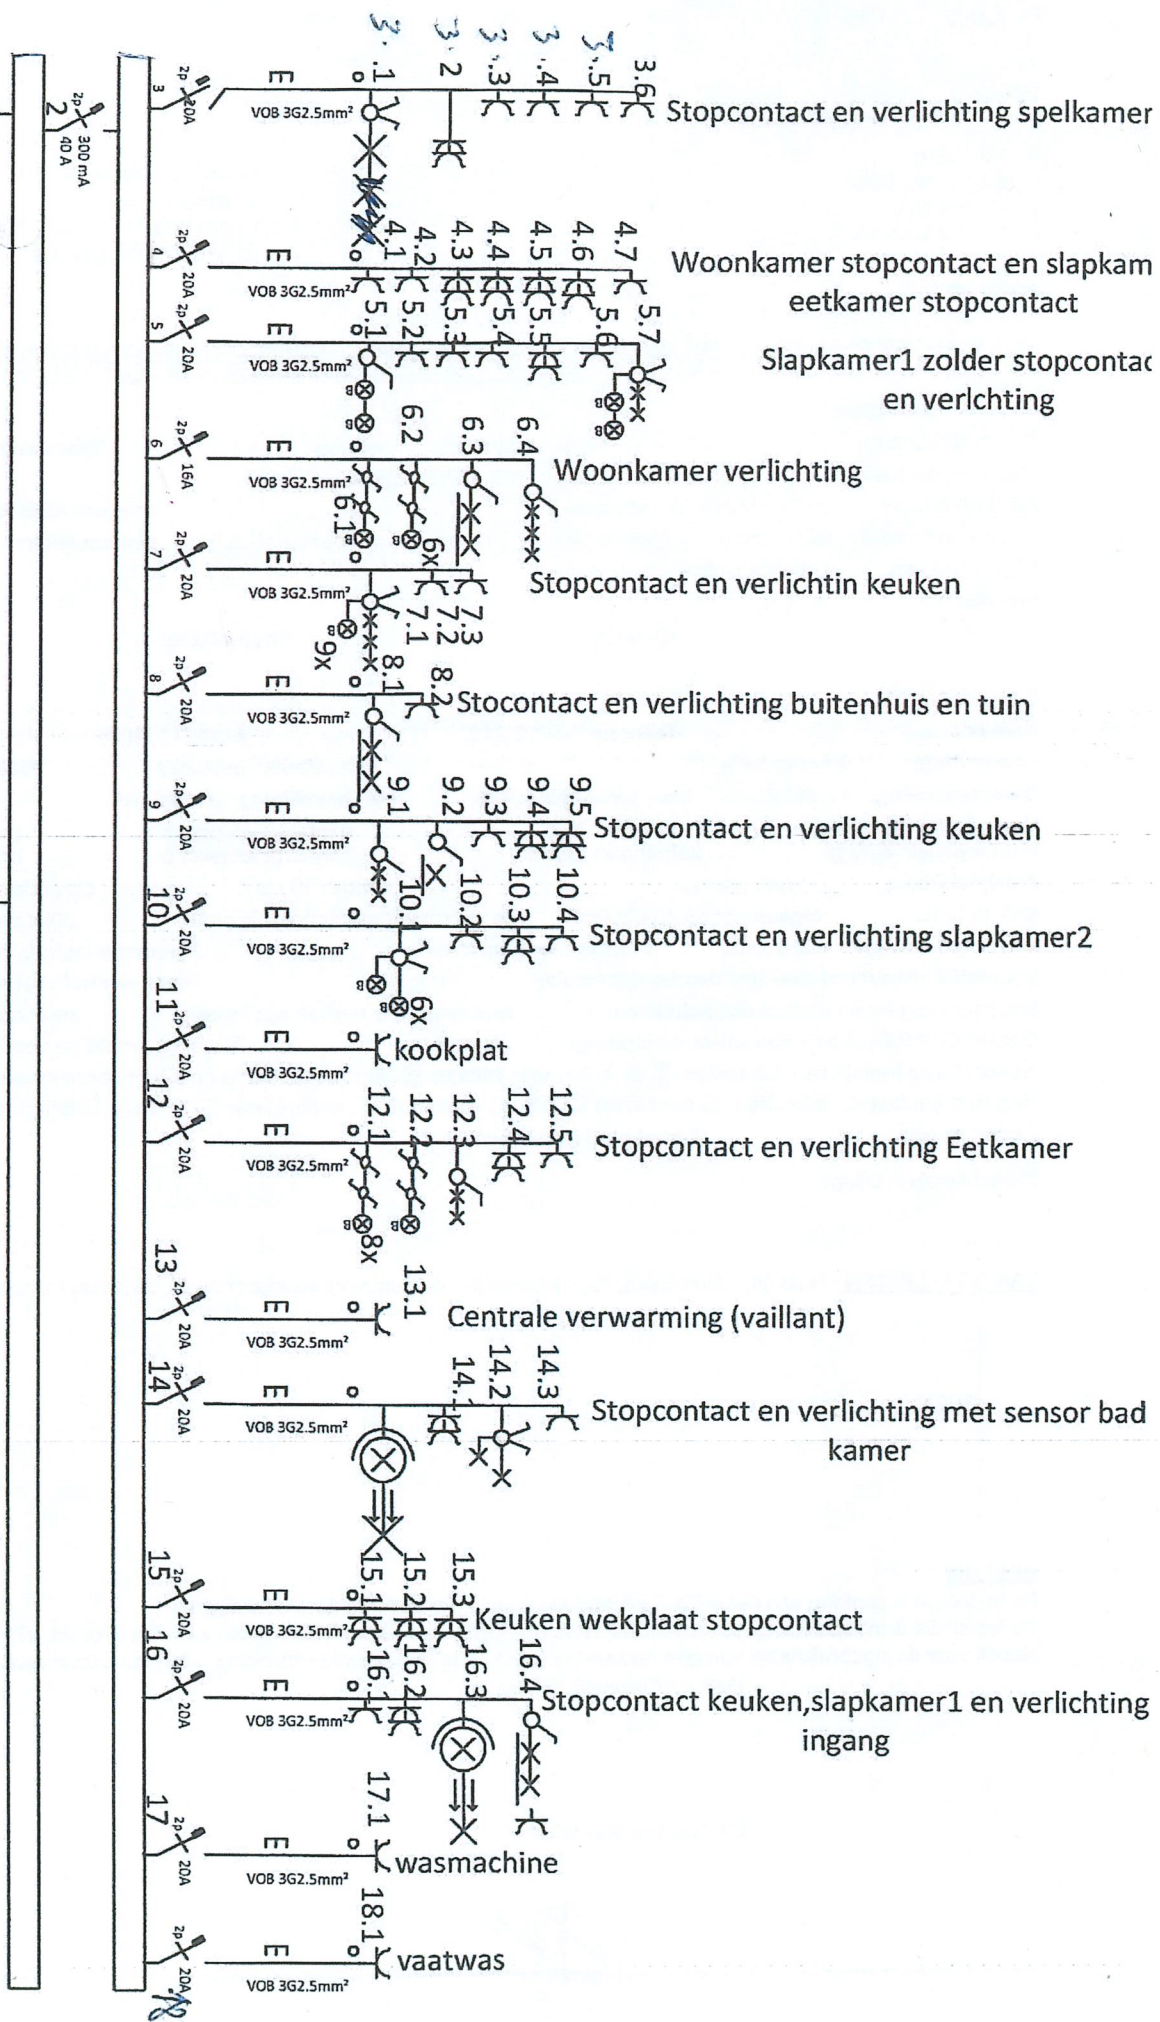 2
2p
300 mA
40 A
3
2p
20A
VOB 3G2.5mm²
3.1
3.2
3.3
3.4
3.5
3.6
Stopcontact en verlichting spelkamer
4
2p
20A
VOB 3G2.5mm²
4.1
4.2
4.3
4.4
4.5
4.6
4.7
Woonkamer stopcontact en slapkam
eetkamer stopcontact
5
2p
20A
VOB 3G2.5mm²
5.1
5.2
5.3
5.4
5.5
5.6
5.7
B
B
B
B
Slapkamer1 zolder stopcontac
en verlchting
6
2p
16A
VOB 3G2.5mm²
6.1
6.2
6.3
6.4
B
B
6x
Woonkamer verlichting
7
2p
20A
VOB 3G2.5mm²
7.1
7.2
7.3
B
9x
Stopcontact en verlichtin keuken
8
2p
20A
VOB 3G2.5mm²
8.1
8.2
Stocontact en verlichting buitenhuis en tuin
9
2p
20A
VOB 3G2.5mm²
9.1
9.2
9.3
9.4
9.5
Stopcontact en verlichting keuken
10
2p
20A
VOB 3G2.5mm²
10.1
10.2
10.3
10.4
B
B
6x
Stopcontact en verlichting slapkamer2
11
2p
20A
VOB 3G2.5mm²
kookplat
12
2p
20A
VOB 3G2.5mm²
12.1
12.2
12.3
12.4
12.5
B
B
8x
Stopcontact en verlichting Eetkamer
13
2p
20A
VOB 3G2.5mm²
13.1
Centrale verwarming (vaillant)
14
2p
20A
VOB 3G2.5mm²
14.1
14.2
14.3
Stopcontact en verlichting met sensor bad
kamer
15
2p
20A
VOB 3G2.5mm²
15.1
15.2
15.3
Keuken wekplaat stopcontact
16
2p
20A
VOB 3G2.5mm²
16.1
16.2
16.3
16.4
Stopcontact keuken,slapkamer1 en verlichting
ingang
17
2p
20A
VOB 3G2.5mm²
17.1
wasmachine
18
2p
20A
VOB 3G2.5mm²
18.1
vaatwas